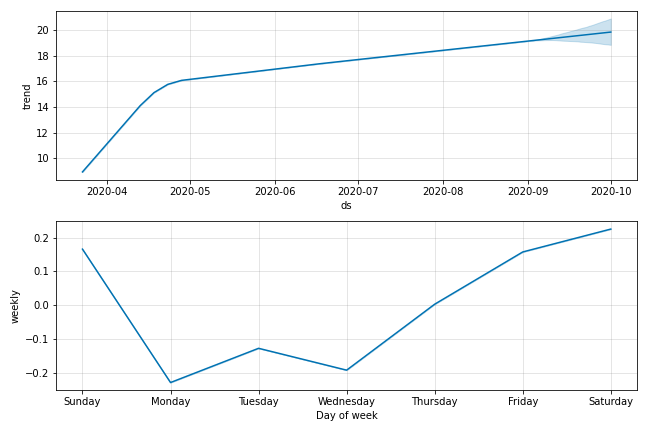 20
18
16
14
12
10
trend
2020-04 2020-05 2020-06 2020-07 2020-08 2020-09 2020-10
ds
0.2
0.1
0.0
−0.1
−0.2
weekly
Sunday Monday Tuesday Wednesday Thursday Friday Saturday
Day of week